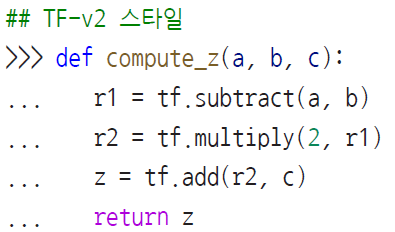 ## TF-v2 스타일
>>> def compute_z(a, b, c):
...    r1 = tf.subtract(a, b)
...    r2 = tf.multiply(2, r1)
...    z = tf.add(r2, c)
...    return z